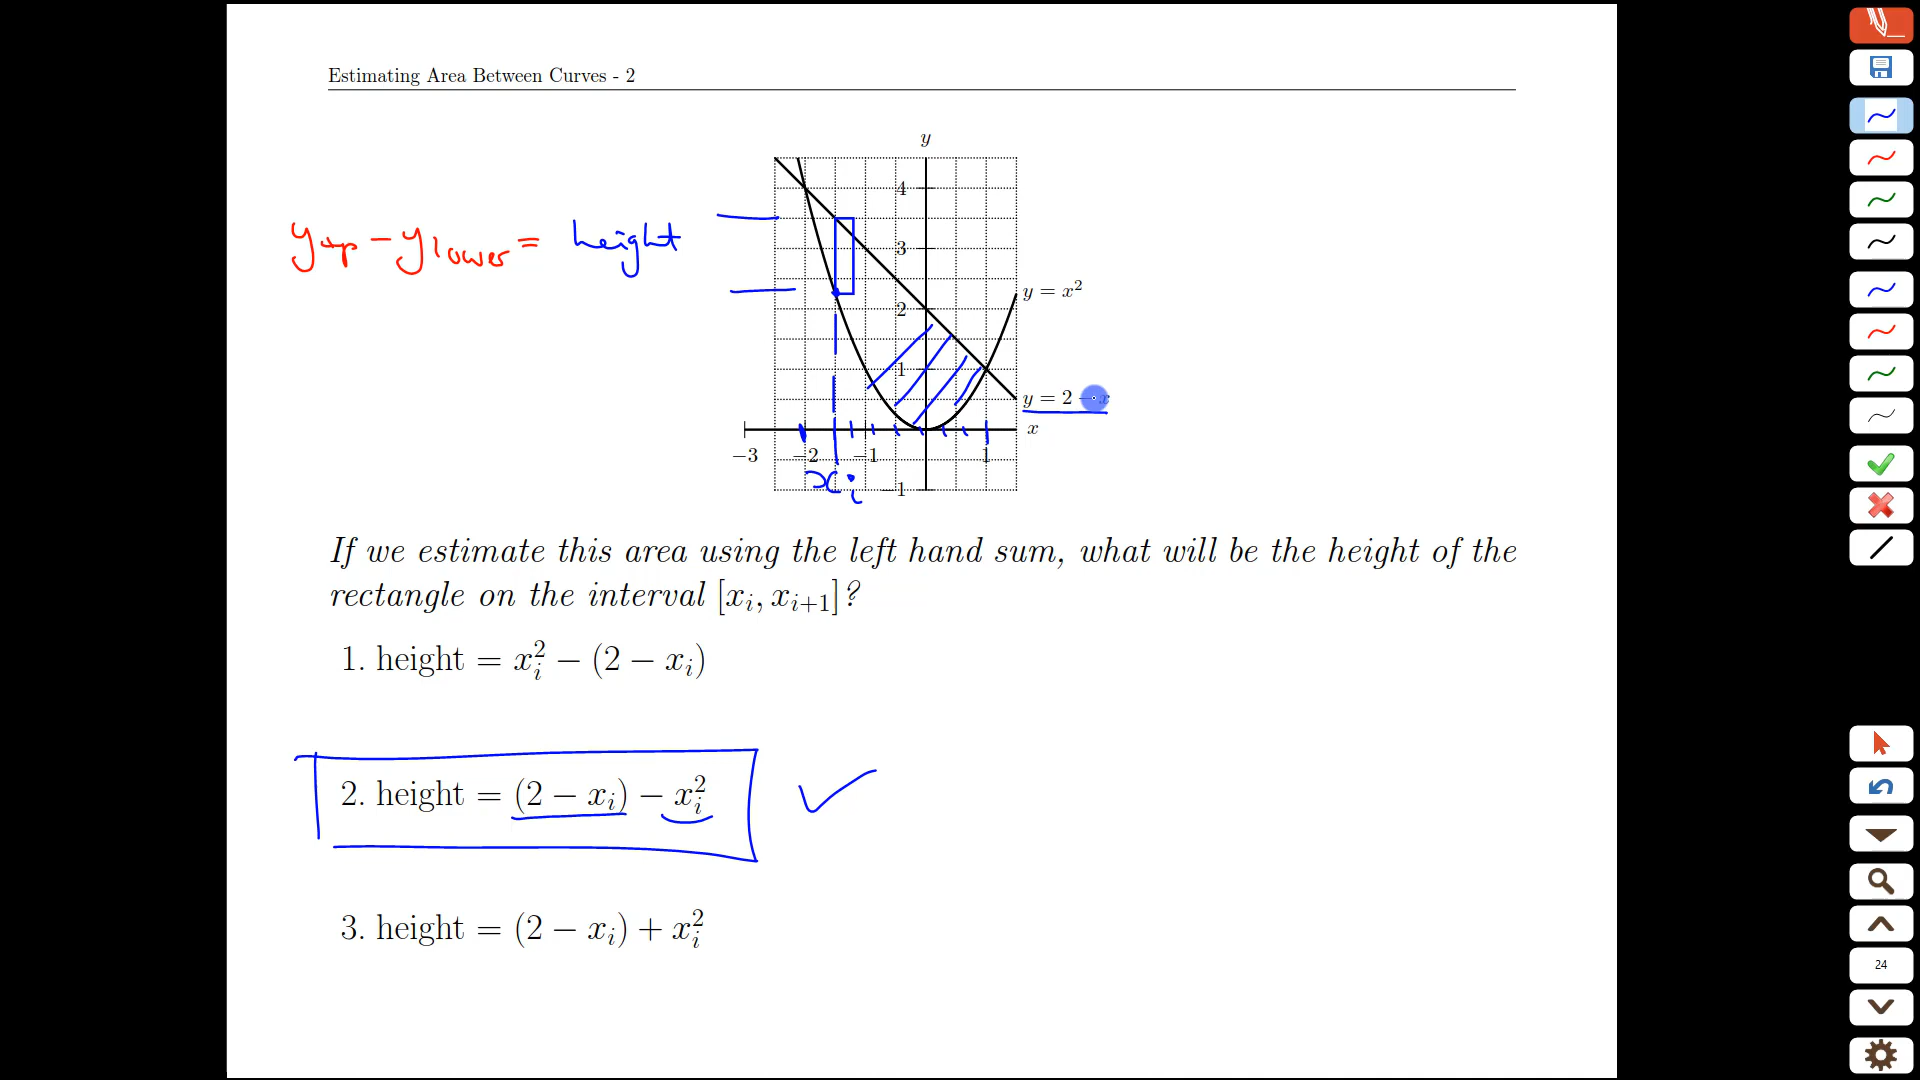 Estimating Area Between Curves - 2
y
4
y_top - y_lower = height
3
y = x²
2
1
y = 2 - x
x
-3 -2 -1 1
x_i
-1
If we estimate this area using the left hand sum, what will be the height of the
rectangle on the interval [x_i, x_{i+1}]?
1. height = x_i² − (2 − x_i)
2. height = (2 − x_i) − x_i²
3. height = (2 − x_i) + x_i²
24